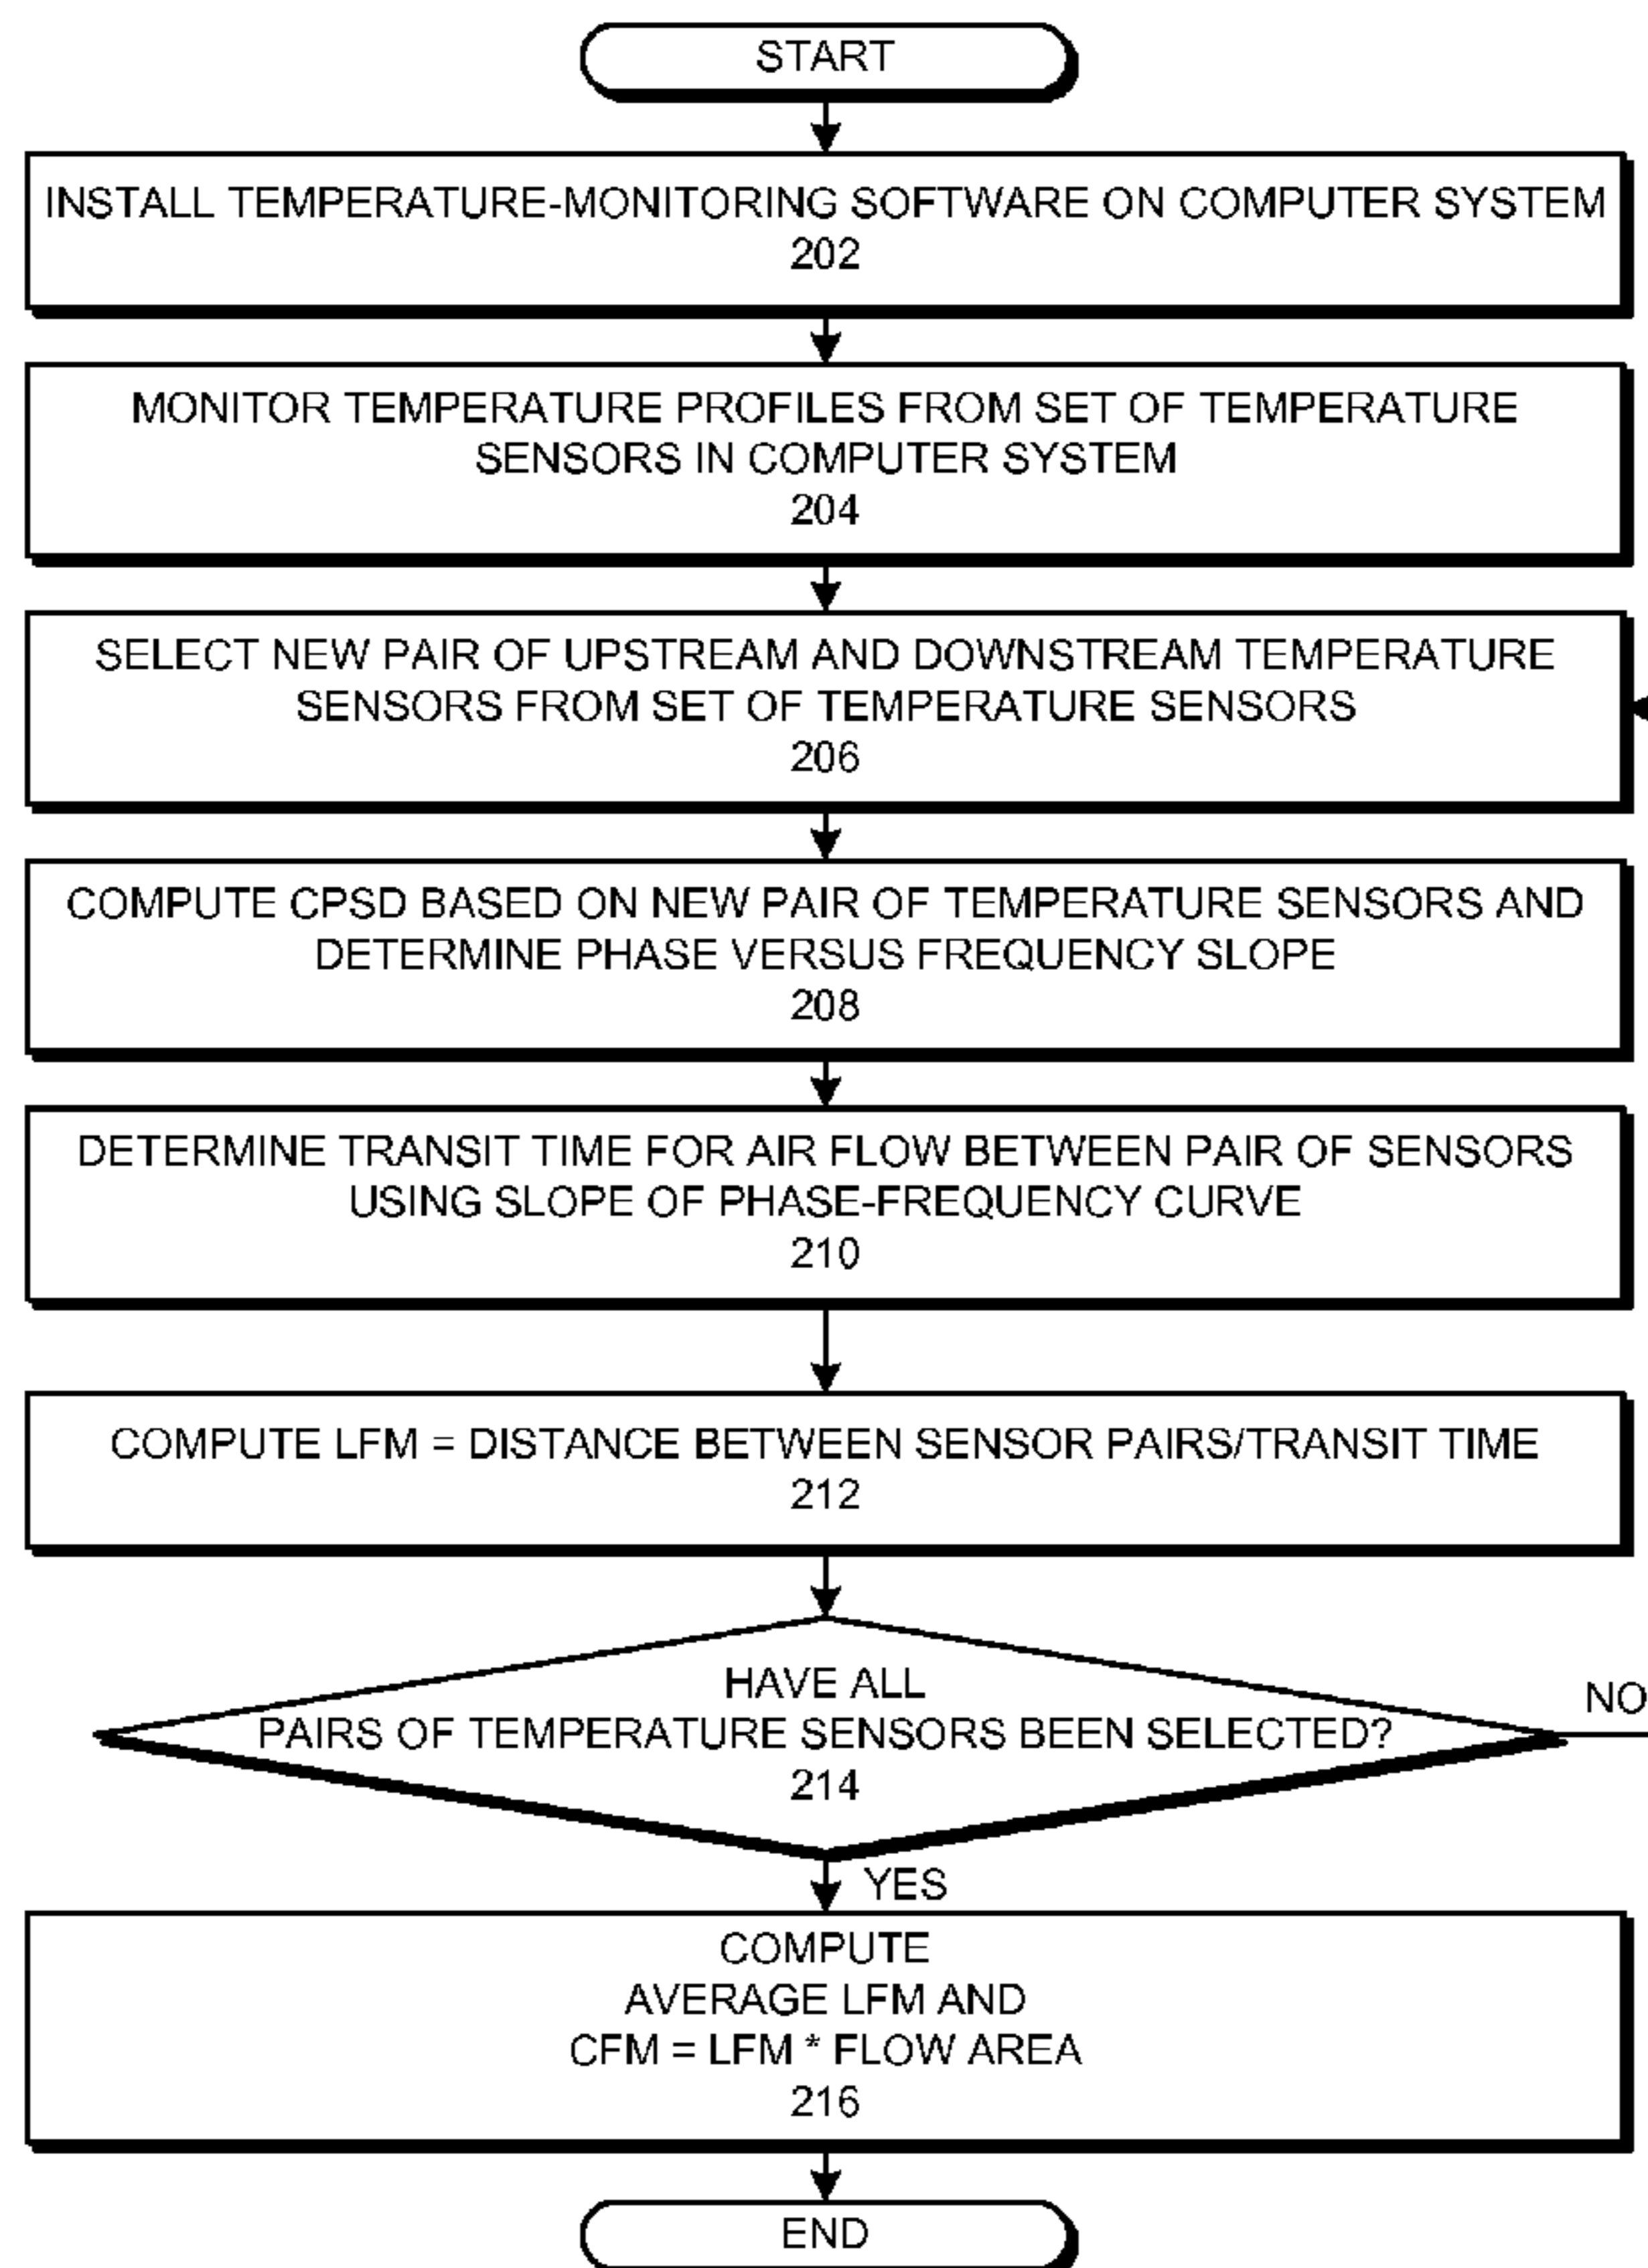 START
INSTALL TEMPERATURE-MONITORING SOFTWARE ON COMPUTER SYSTEM
202
MONITOR TEMPERATURE PROFILES FROM SET OF TEMPERATURE
SENSORS IN COMPUTER SYSTEM
204
SELECT NEW PAIR OF UPSTREAM AND DOWNSTREAM TEMPERATURE
SENSORS FROM SET OF TEMPERATURE SENSORS
206
COMPUTE CPSD BASED ON NEW PAIR OF TEMPERATURE SENSORS AND
DETERMINE PHASE VERSUS FREQUENCY SLOPE
208
DETERMINE TRANSIT TIME FOR AIR FLOW BETWEEN PAIR OF SENSORS
USING SLOPE OF PHASE-FREQUENCY CURVE
210
COMPUTE LFM = DISTANCE BETWEEN SENSOR PAIRS/TRANSIT TIME
212
HAVE ALL
PAIRS OF TEMPERATURE SENSORS BEEN SELECTED?
214
NO
YES
COMPUTE
AVERAGE LFM AND
CFM = LFM * FLOW AREA
216
END